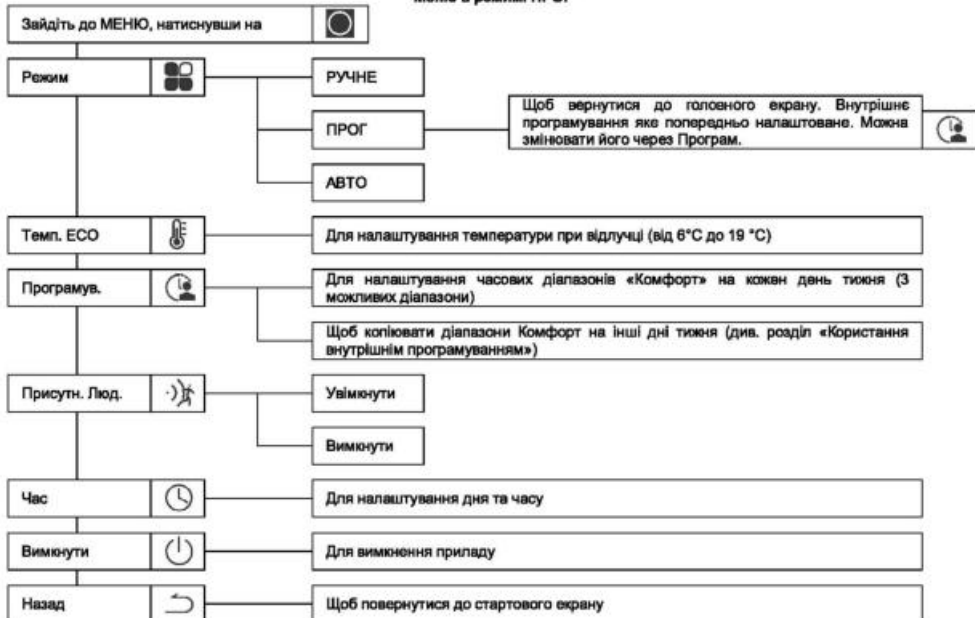 Зайдіть до МЕНЮ, натиснувши на
Режим
РУЧНЕ
ПРОГ
Щоб вернутися до головного екрану. Внутрішнє
програмування яке попередньо налаштоване. Можна
змінювати його через Програм.
АВТО
Темп. ECO
Для налаштування температури при відлучці (від 6°C до 19 °C)
Програмув.
Для налаштування часових діапазонів «Комфорт» на кожен день тижня (3
можливих діапазони)
Щоб копіювати діапазони Комфорт на інші дні тижня (див. розділ «Користання
внутрішнім програмуванням»)
Присутн. Люд.
Увімкнути
Вимкнути
Час
Для налаштування дня та часу
Вимкнути
Для вимкнення приладу
Назад
Щоб повернутися до стартового екрану